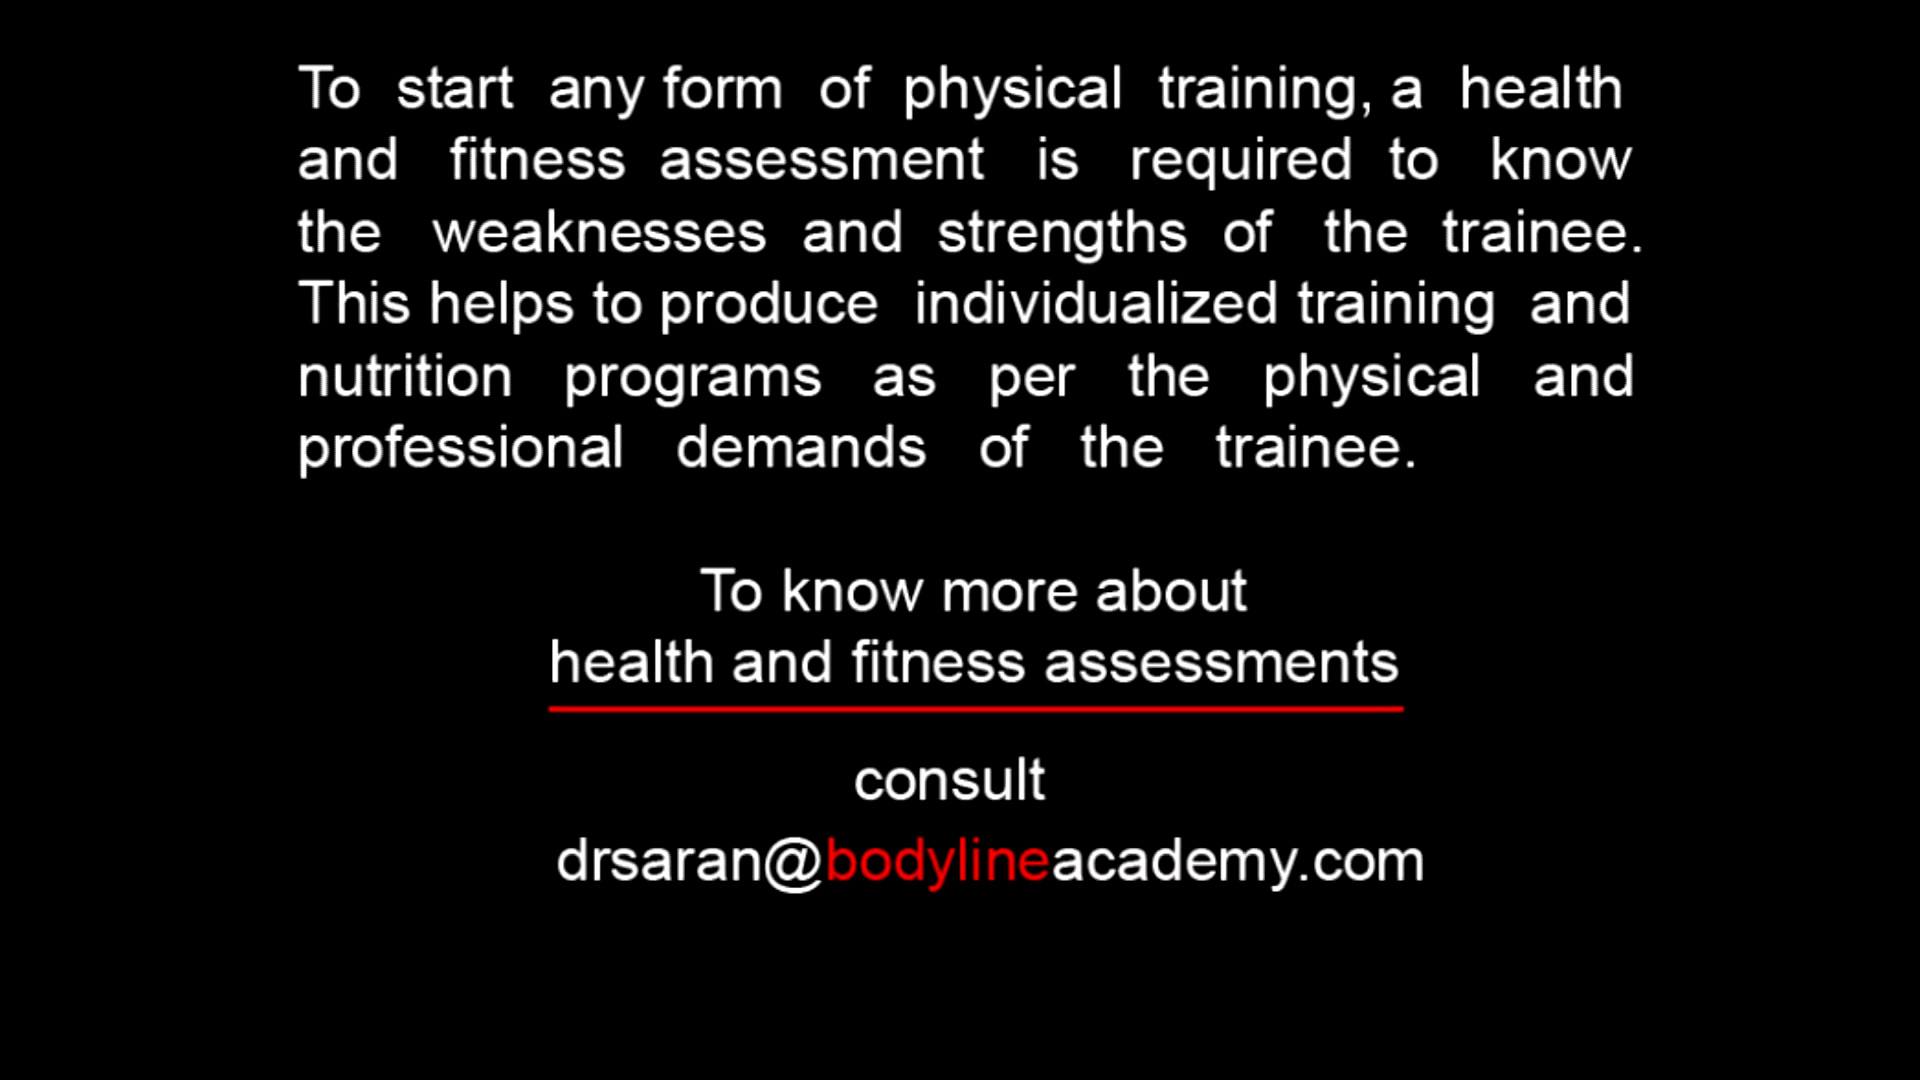 To start any form of physical training, a health
and fitness assessment is required to know
the weaknesses and strengths of the trainee.
This helps to produce individualized training and
nutrition programs as per the physical and
professional demands of the trainee.
To know more about
health and fitness assessments
consult
drsaran@bodylineacademy.com